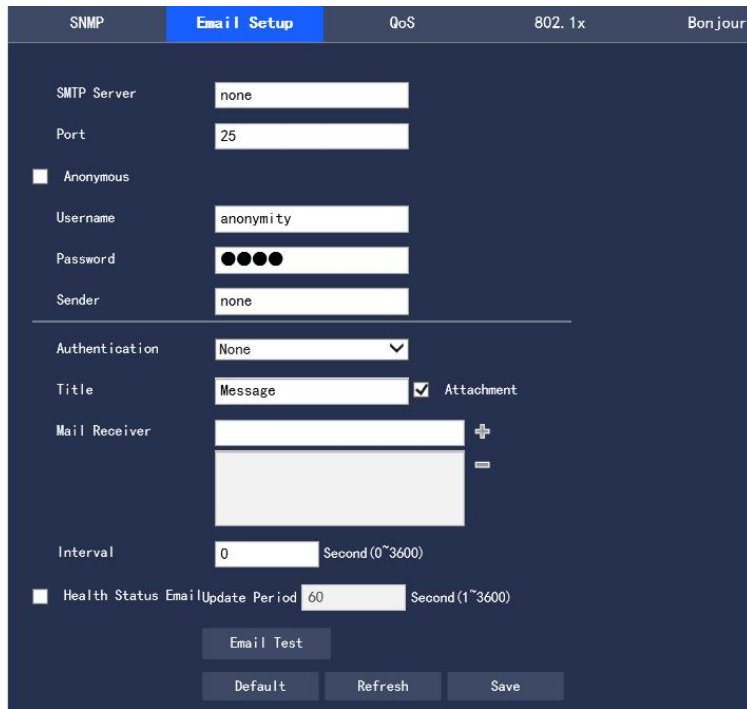 SNMP Email Setup QoS 802.1x Bonjour
SMTP Server none
Port 25
Anonymous
Username anonymity
Password ●●●●
Sender none
Authentication None
Title Message Attachment
Mail Receiver
Interval 0 Second(0~3600)
Health Status Email Update Period 60 Second(1~3600)
Email Test
Default Refresh Save